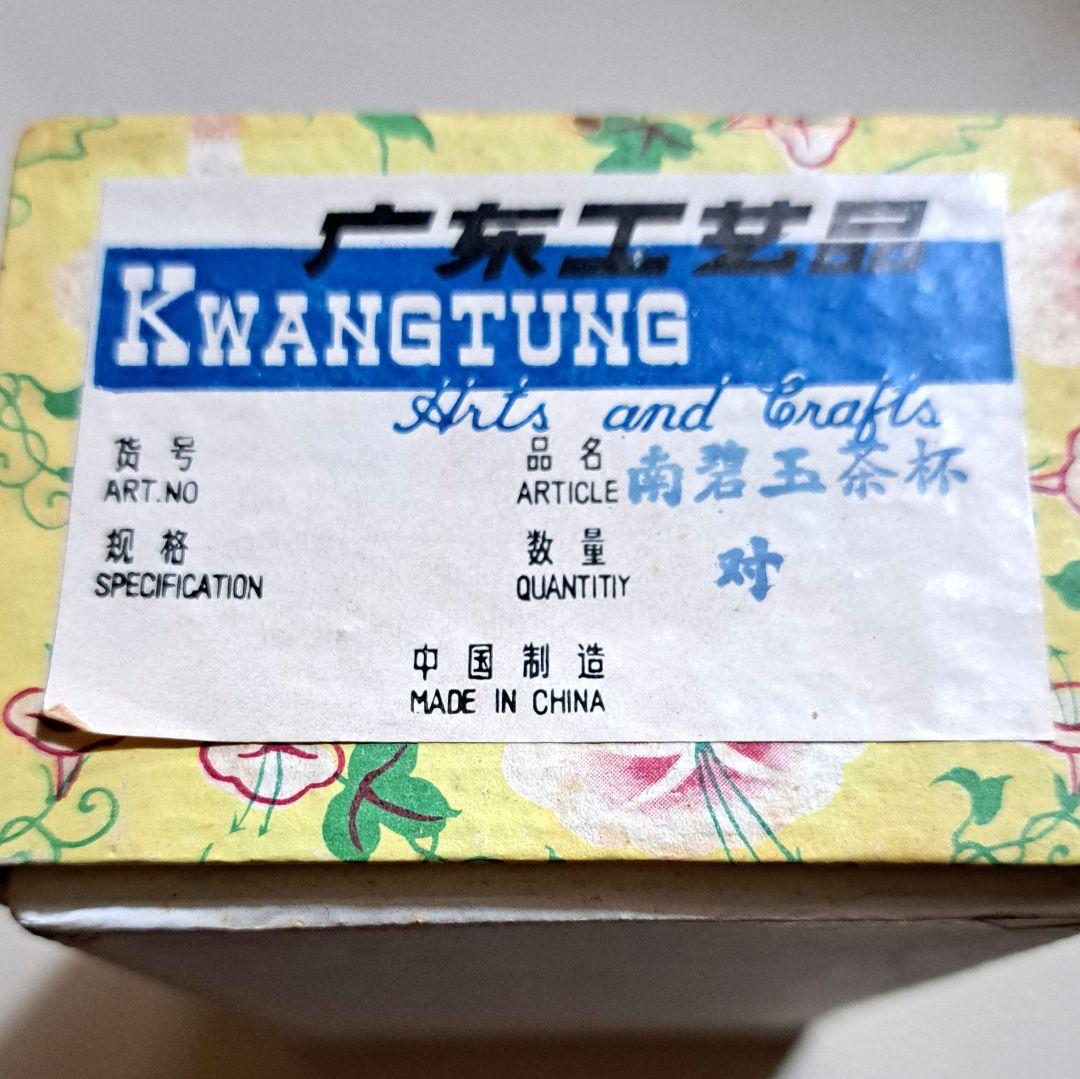 广东工艺品
KWANGTUNG
Arts and Crafts
货号 品名 南碧玉茶杯
ART.NO ARTICLE
规格 数量 对
SPECIFICATION QUANTITIY
中国制造
MADE IN CHINA